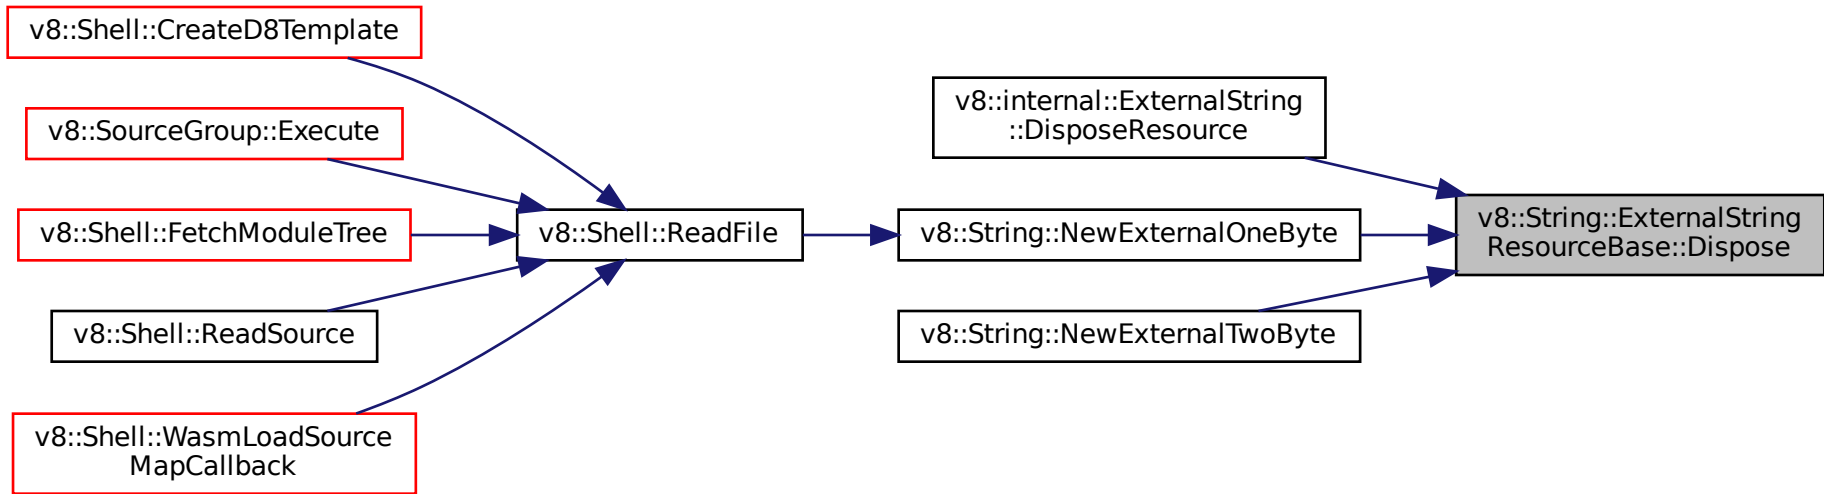 v8::Shell::CreateD8Template
v8::SourceGroup::Execute
v8::Shell::FetchModuleTree
v8::Shell::ReadSource
v8::Shell::WasmLoadSource
MapCallback
v8::Shell::ReadFile
v8::internal::ExternalString
::DisposeResource
v8::String::NewExternalOneByte
v8::String::NewExternalTwoByte
v8::String::ExternalString
ResourceBase::Dispose